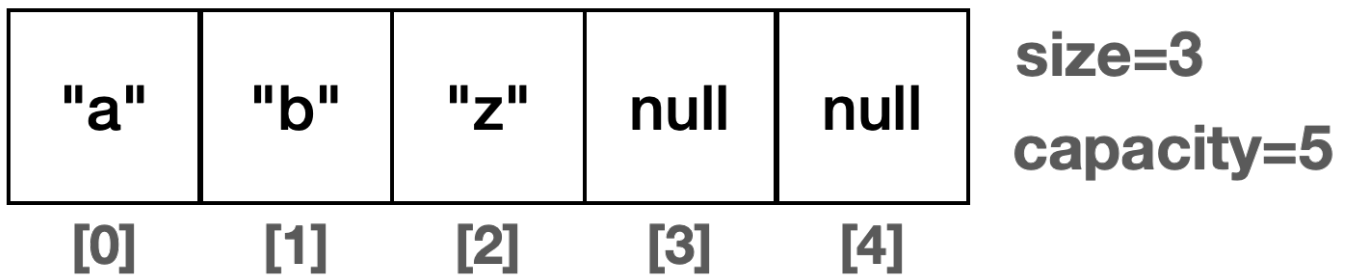 "a" "b" "z" null null
size=3
capacity=5
[0] [1] [2] [3] [4]